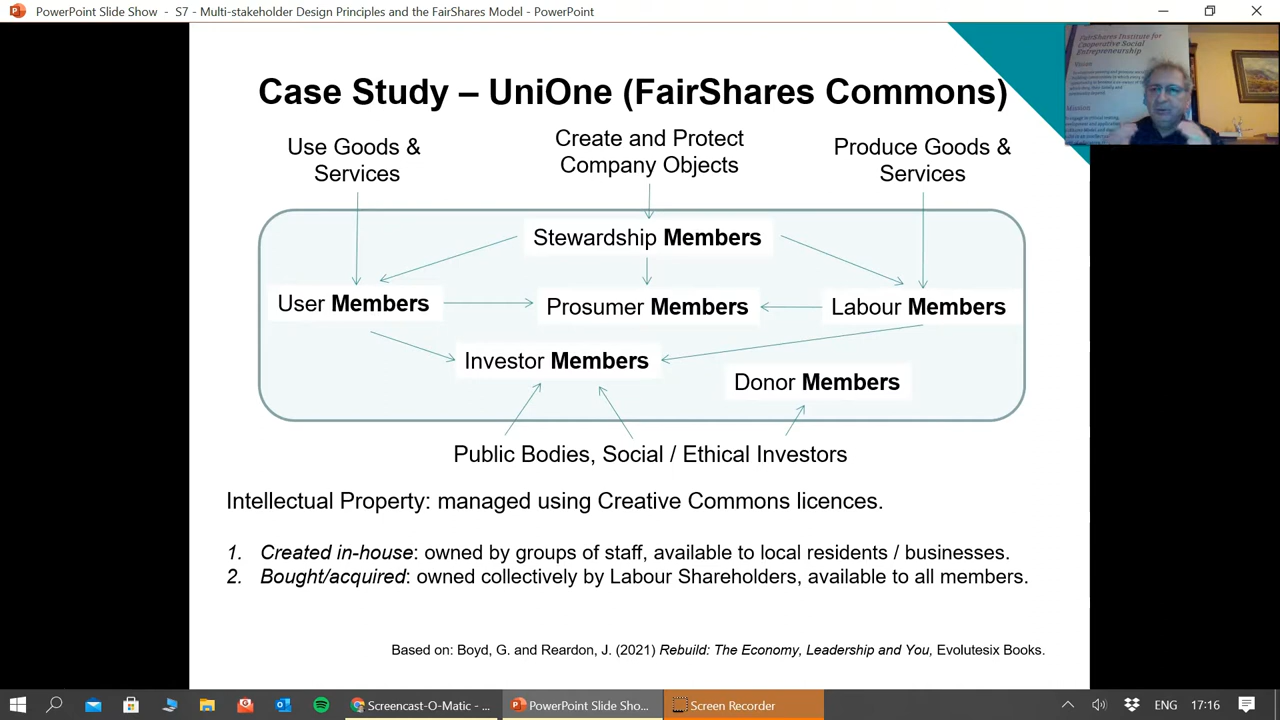 PowerPoint Slide Show - S7 - Multi-stakeholder Design Principles and the FairShares Model - PowerPoint
FairShares Institute for
Cooperative Social
Entrepreneurship
Vision
Mission
Case Study – UniOne (FairShares Commons)
Use Goods &
Services
Create and Protect
Company Objects
Produce Goods &
Services
Stewardship Members
User Members
Prosumer Members
Labour Members
Investor Members
Donor Members
Public Bodies, Social / Ethical Investors
Intellectual Property: managed using Creative Commons licences.
1. Created in-house: owned by groups of staff, available to local residents / businesses.
2. Bought/acquired: owned collectively by Labour Shareholders, available to all members.
Based on: Boyd, G. and Reardon, J. (2021) Rebuild: The Economy, Leadership and You, Evolutesix Books.
Screencast-O-Matic - ...
PowerPoint Slide Sho...
Screen Recorder
ENG
17:16